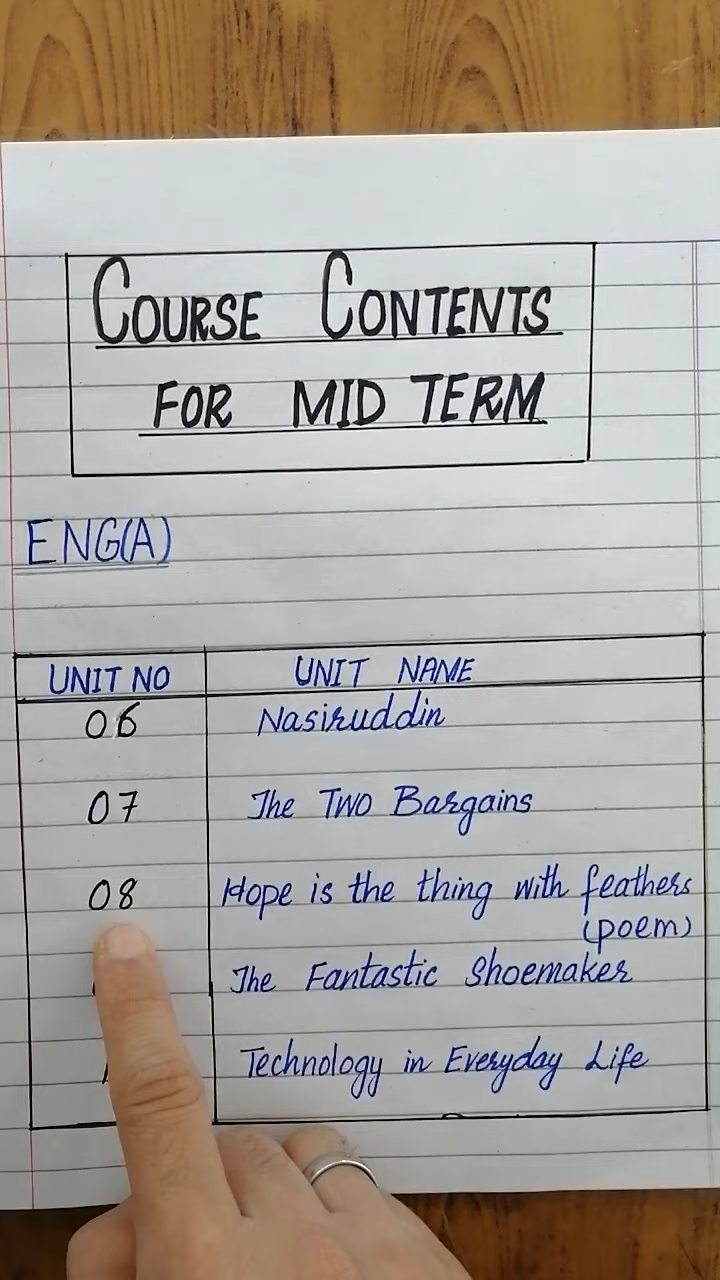 COURSE CONTENTS
FOR MID TERM
ENG(A)
UNIT NO UNIT NAME
06 Nasiruddin
07 The Two Bargains
08 Hope is the thing with feathers
(poem)
The Fantastic Shoemaker
Technology in Everyday Life